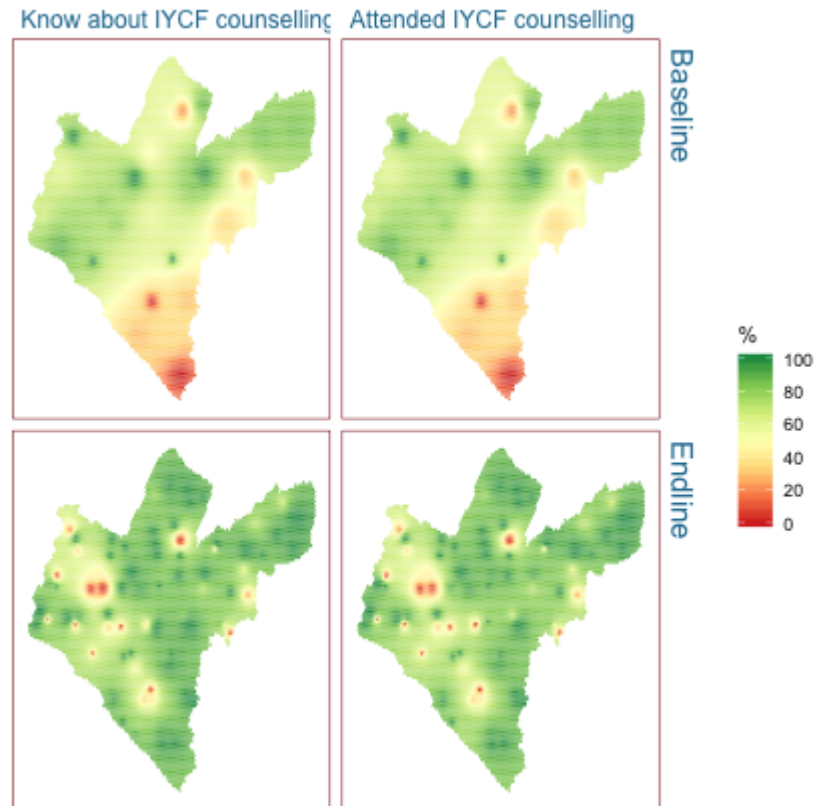 Know about IYCF counselling
Attended IYCF counselling
Baseline
%
100
80
60
40
20
0
Endline